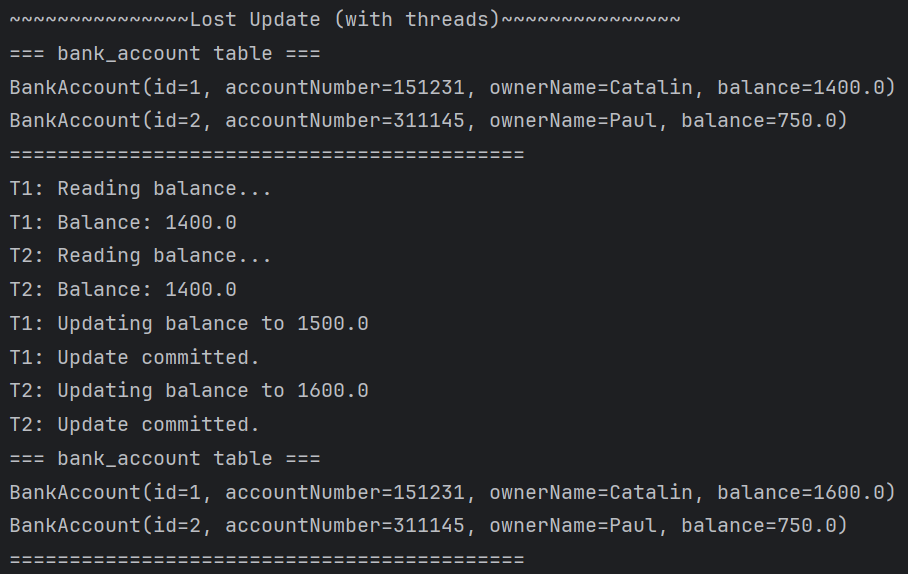 ~~~~~~~~~~~~~~~Lost Update (with threads)~~~~~~~~~~~~~~~
=== bank_account table ===
BankAccount(id=1, accountNumber=151231, ownerName=Catalin, balance=1400.0)
BankAccount(id=2, accountNumber=311145, ownerName=Paul, balance=750.0)
===========================================
T1: Reading balance...
T1: Balance: 1400.0
T2: Reading balance...
T2: Balance: 1400.0
T1: Updating balance to 1500.0
T1: Update committed.
T2: Updating balance to 1600.0
T2: Update committed.
=== bank_account table ===
BankAccount(id=1, accountNumber=151231, ownerName=Catalin, balance=1600.0)
BankAccount(id=2, accountNumber=311145, ownerName=Paul, balance=750.0)
===========================================